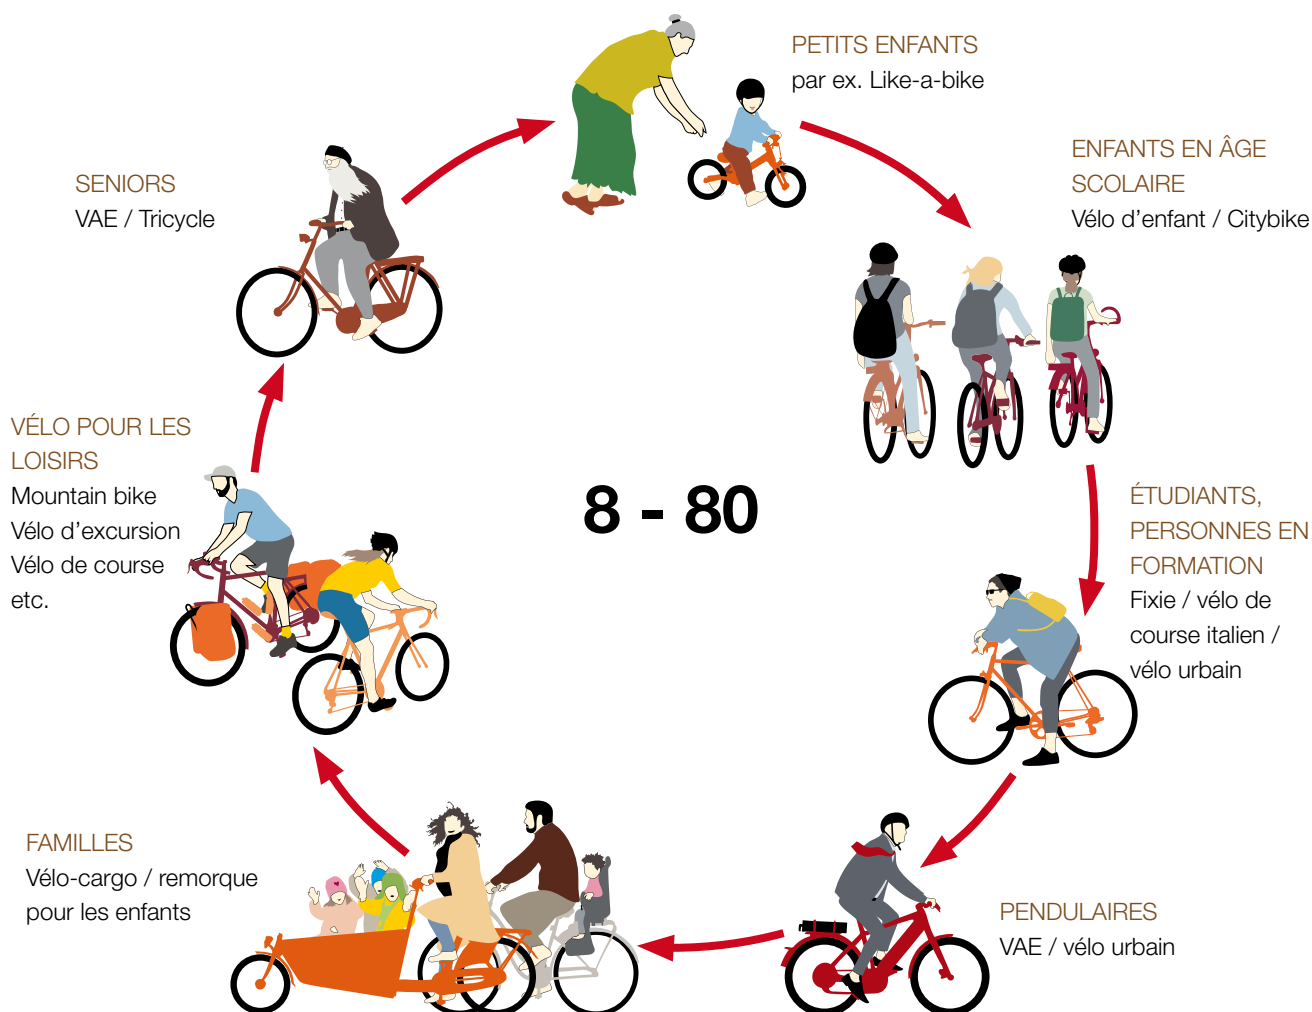 PETITS ENFANTS
par ex. Like-a-bike
ENFANTS EN ÂGE
SCOLAIRE
Vélo d'enfant / Citybike
SENIORS
VAE / Tricycle
VÉLO POUR LES
LOISIRS
Mountain bike
Vélo d'excursion
Vélo de course
etc.
8 - 80
ÉTUDIANTS,
PERSONNES EN
FORMATION
Fixie / vélo de
course italien /
vélo urbain
FAMILLES
Vélo-cargo / remorque
pour les enfants
PENDULAIRES
VAE / vélo urbain